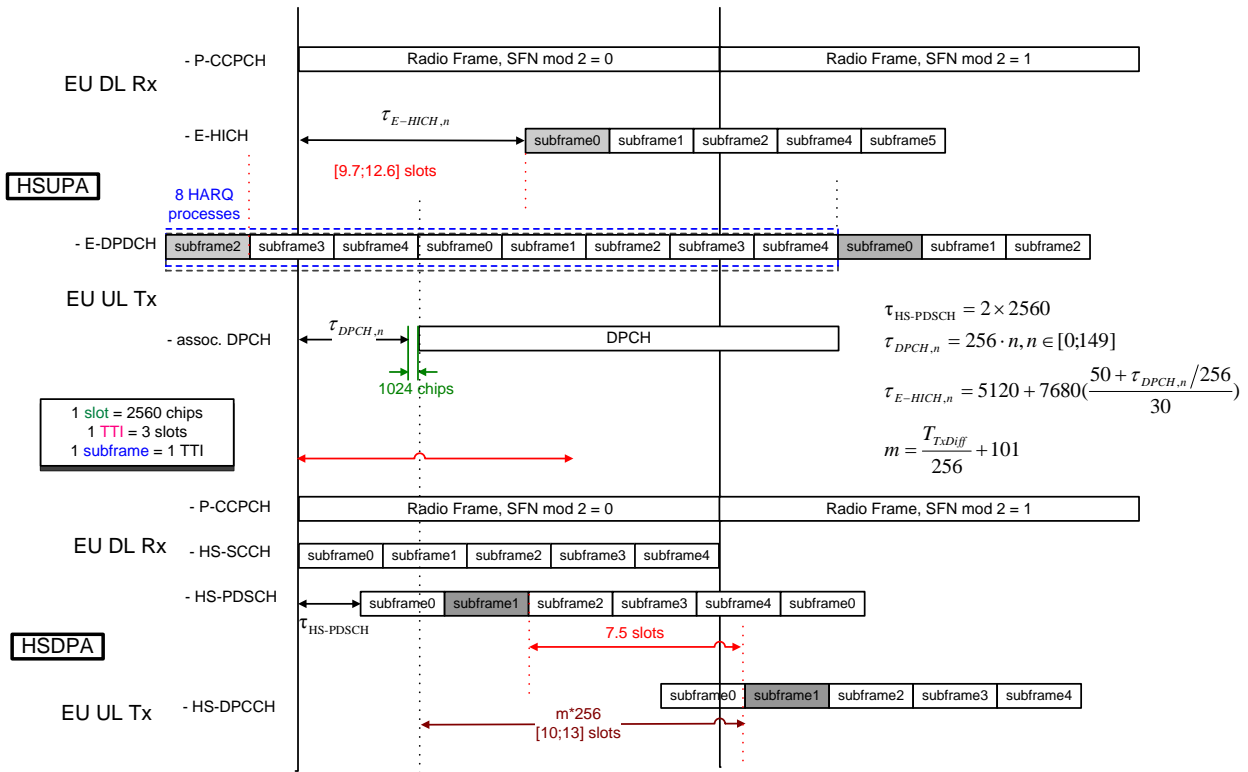 - P-CCPCH
Radio Frame, SFN mod 2 = 0
Radio Frame, SFN mod 2 = 1
EU DL Rx
- E-HICH
τE−HICH,n
subframe0 subframe1 subframe2 subframe4 subframe5
[9.7;12.6] slots
HSUPA
8 HARQ
processes
- E-DPDCH
subframe2 subframe3 subframe4 subframe0 subframe1 subframe2 subframe3 subframe4 subframe0 subframe1 subframe2
EU UL Tx
- assoc. DPCH
τDPCH,n
DPCH
1024 chips
τHS-PDSCH = 2 × 2560
τDPCH,n = 256 · n, n ∈ [0;149]
τE−HICH,n = 5120 + 7680(50 + τDPCH,n/256 / 30)
m = TTxDiff / 256 + 101
1 slot = 2560 chips
1 TTI = 3 slots
1 subframe = 1 TTI
- P-CCPCH
Radio Frame, SFN mod 2 = 0
Radio Frame, SFN mod 2 = 1
EU DL Rx
- HS-SCCH
subframe0 subframe1 subframe2 subframe3 subframe4
- HS-PDSCH
subframe0 subframe1 subframe2 subframe3 subframe4 subframe0
τHS-PDSCH
7.5 slots
HSDPA
EU UL Tx
- HS-DPCCH
subframe0 subframe1 subframe2 subframe3 subframe4
m*256
[10;13] slots